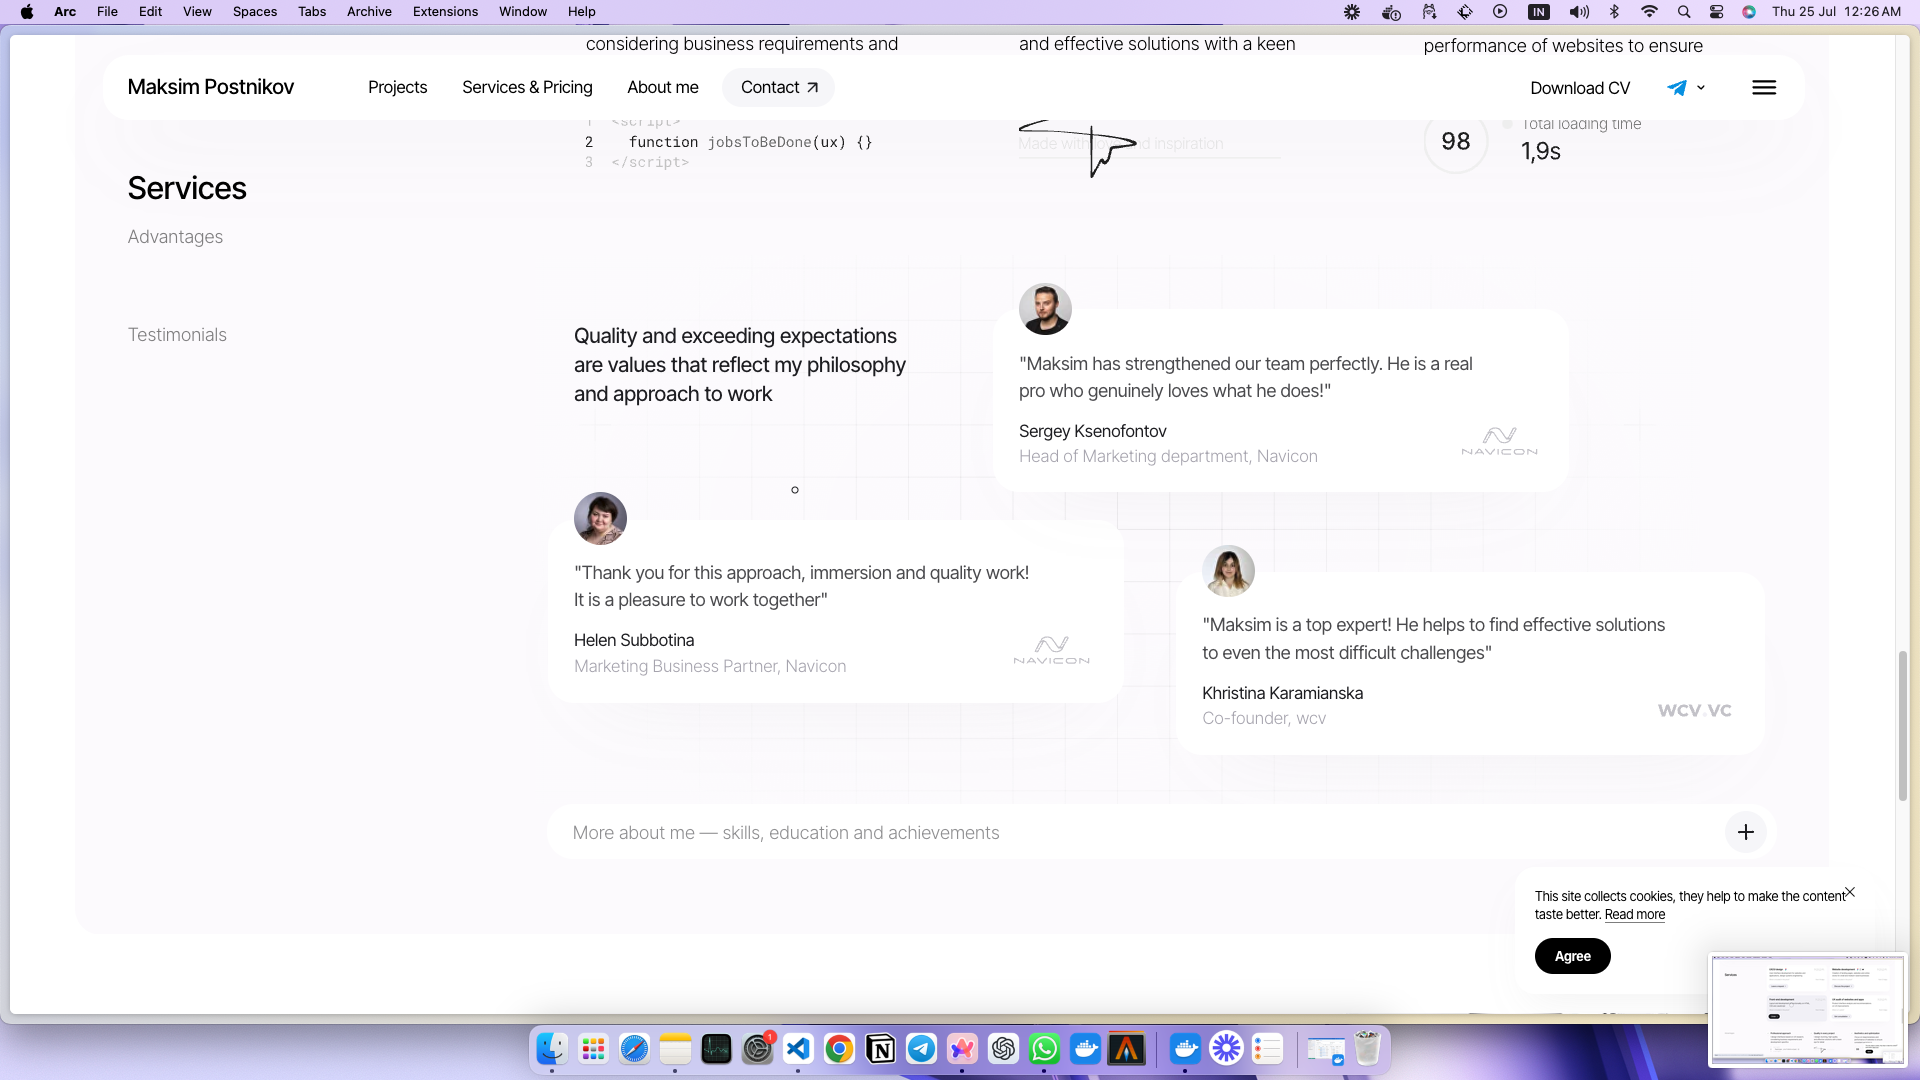 Arc File Edit View Spaces Tabs Archive Extensions Window Help IN Thu 25 Jul 12:26 AM
considering business requirements and
and effective solutions with a keen
performance of websites to ensure
Maksim Postnikov Projects Services & Pricing About me Contact Download CV
1 <script>
2 function jobsToBeDone(ux) {}
3 </script>
Made with love and inspiration
98
Total loading time
1,9s
Services
Advantages
Testimonials
Quality and exceeding expectations
are values that reflect my philosophy
and approach to work
"Maksim has strengthened our team perfectly. He is a real
pro who genuinely loves what he does!"
Sergey Ksenofontov
Head of Marketing department, Navicon
NAVICON
"Thank you for this approach, immersion and quality work!
It is a pleasure to work together"
Helen Subbotina
Marketing Business Partner, Navicon
NAVICON
"Maksim is a top expert! He helps to find effective solutions
to even the most difficult challenges"
Khristina Karamianska
Co-founder, wcv
WCV.VC
More about me — skills, education and achievements
This site collects cookies, they help to make the content
taste better. Read more
Agree
1